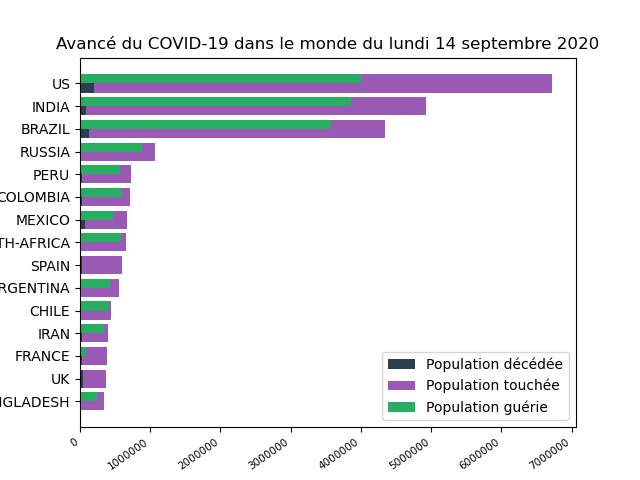 Avancé du COVID-19 dans le monde du lundi 14 septembre 2020
US
INDIA
BRAZIL
RUSSIA
PERU
COLOMBIA
MEXICO
TH-AFRICA
SPAIN
RGENTINA
CHILE
IRAN
FRANCE
UK
NGLADESH
Population décédée
Population touchée
Population guérie
0
1000000
2000000
3000000
4000000
5000000
6000000
7000000